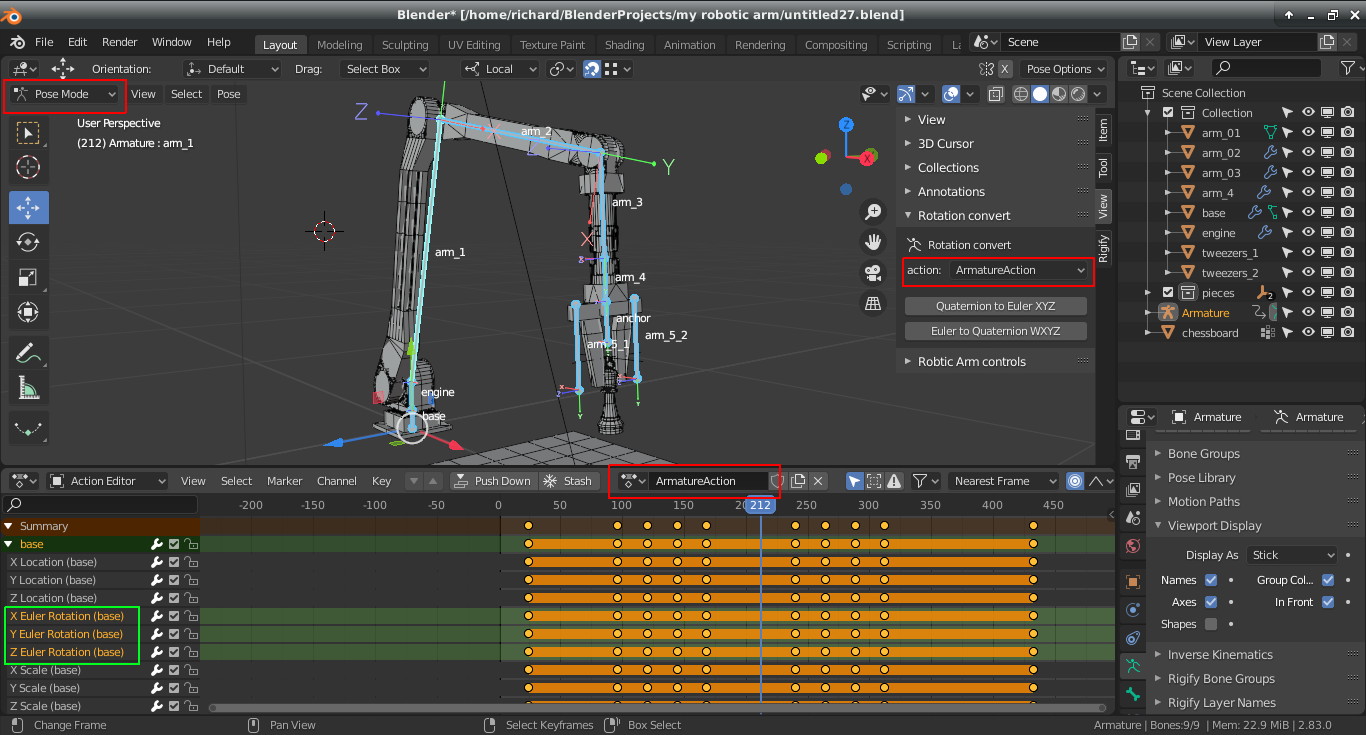 Blender* [/home/richard/BlenderProjects/my robotic arm/untitled27.blend]
File Edit Render Window Help Layout Modeling Sculpting UV Editing Texture Paint Shading Animation Rendering Compositing Scripting La Scene View Layer
Orientation: Default Drag: Select Box Local X Pose Options
Pose Mode View Select Pose
User Perspective
(212) Armature : arm_1
Z
X
arm_2
Z
Y
arm_3
X
arm_1
arm_4
anchor
arm_5_1
arm_5_2
engine
base
Z
X
View
3D Cursor
Collections
Annotations
Rotation convert
Rotation convert
action: ArmatureAction
Quaternion to Euler XYZ
Euler to Quaternion WXYZ
Robtic Arm controls
Item
Tool
View
Rigify
Scene Collection
Collection
arm_01
arm_02
arm_03
arm_4
base
engine
tweezers_1
tweezers_2
pieces 2
Armature
chessboard
Armature Armature
Bone Groups
Pose Library
Motion Paths
Viewport Display
Display As Stick
Names Group Col...
Axes In Front
Shapes
Inverse Kinematics
Rigify Bone Groups
Rigify Layer Names
Action Editor View Select Marker Channel Key Push Down Stash ArmatureAction Nearest Frame
-200 -150 -100 -50 0 50 100 150 212 250 300 350 400 450
Summary
base
X Location (base)
Y Location (base)
Z Location (base)
X Euler Rotation (base)
Y Euler Rotation (base)
Z Euler Rotation (base)
X Scale (base)
Y Scale (base)
Z Scale (base)
Change Frame Pan View Select Keyframes Box Select Armature | Bones:9/9 | Mem: 22.9 MiB | 2.83.0